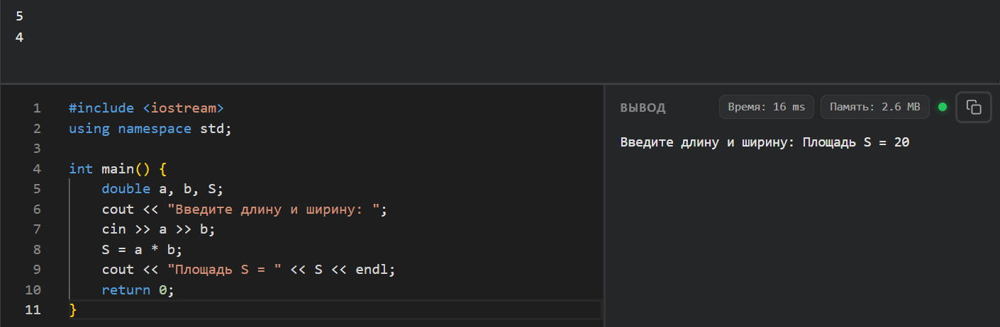 5
4
1 #include <iostream>
2 using namespace std;
3
4 int main() {
5     double a, b, S;
6     cout << "Введите длину и ширину: ";
7     cin >> a >> b;
8     S = a * b;
9     cout << "Площадь S = " << S << endl;
10     return 0;
11 }
ВЫВОД Время: 16 ms Память: 2.6 MB
Введите длину и ширину: Площадь S = 20